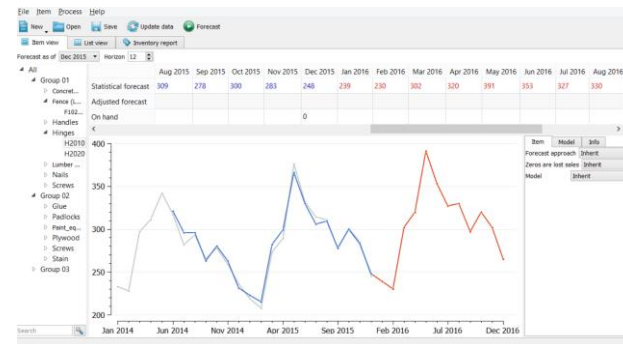 File Item Process Help
New Open Save Update data Forecast
Item view List view Inventory report
Forecast as of Dec 2015 Horizon 12
All
Group 01
Concret...
Fence (L...
F102...
Handles
Hinges
H2010
H2020
Lumber ...
Nails
Screws
Group 02
Glue
Padlocks
Paint_eq...
Plywood
Screws
Stain
Group 03
Search
Aug 2015 Sep 2015 Oct 2015 Nov 2015 Dec 2015 Jan 2016 Feb 2016 Mar 2016 Apr 2016 May 2016 Jun 2016 Jul 2016 Aug 2016
Statistical forecast 309 278 300 283 248 239 230 302 320 391 353 327 330
Adjusted forecast
On hand 0
400
350
300
250
200
Jan 2014 Jun 2014 Nov 2014 Apr 2015 Sep 2015 Feb 2016 Jul 2016 Dec 2016
Item Model Info
Forecast approach Inherit
Zeros are lost sales Inherit
Model Inherit